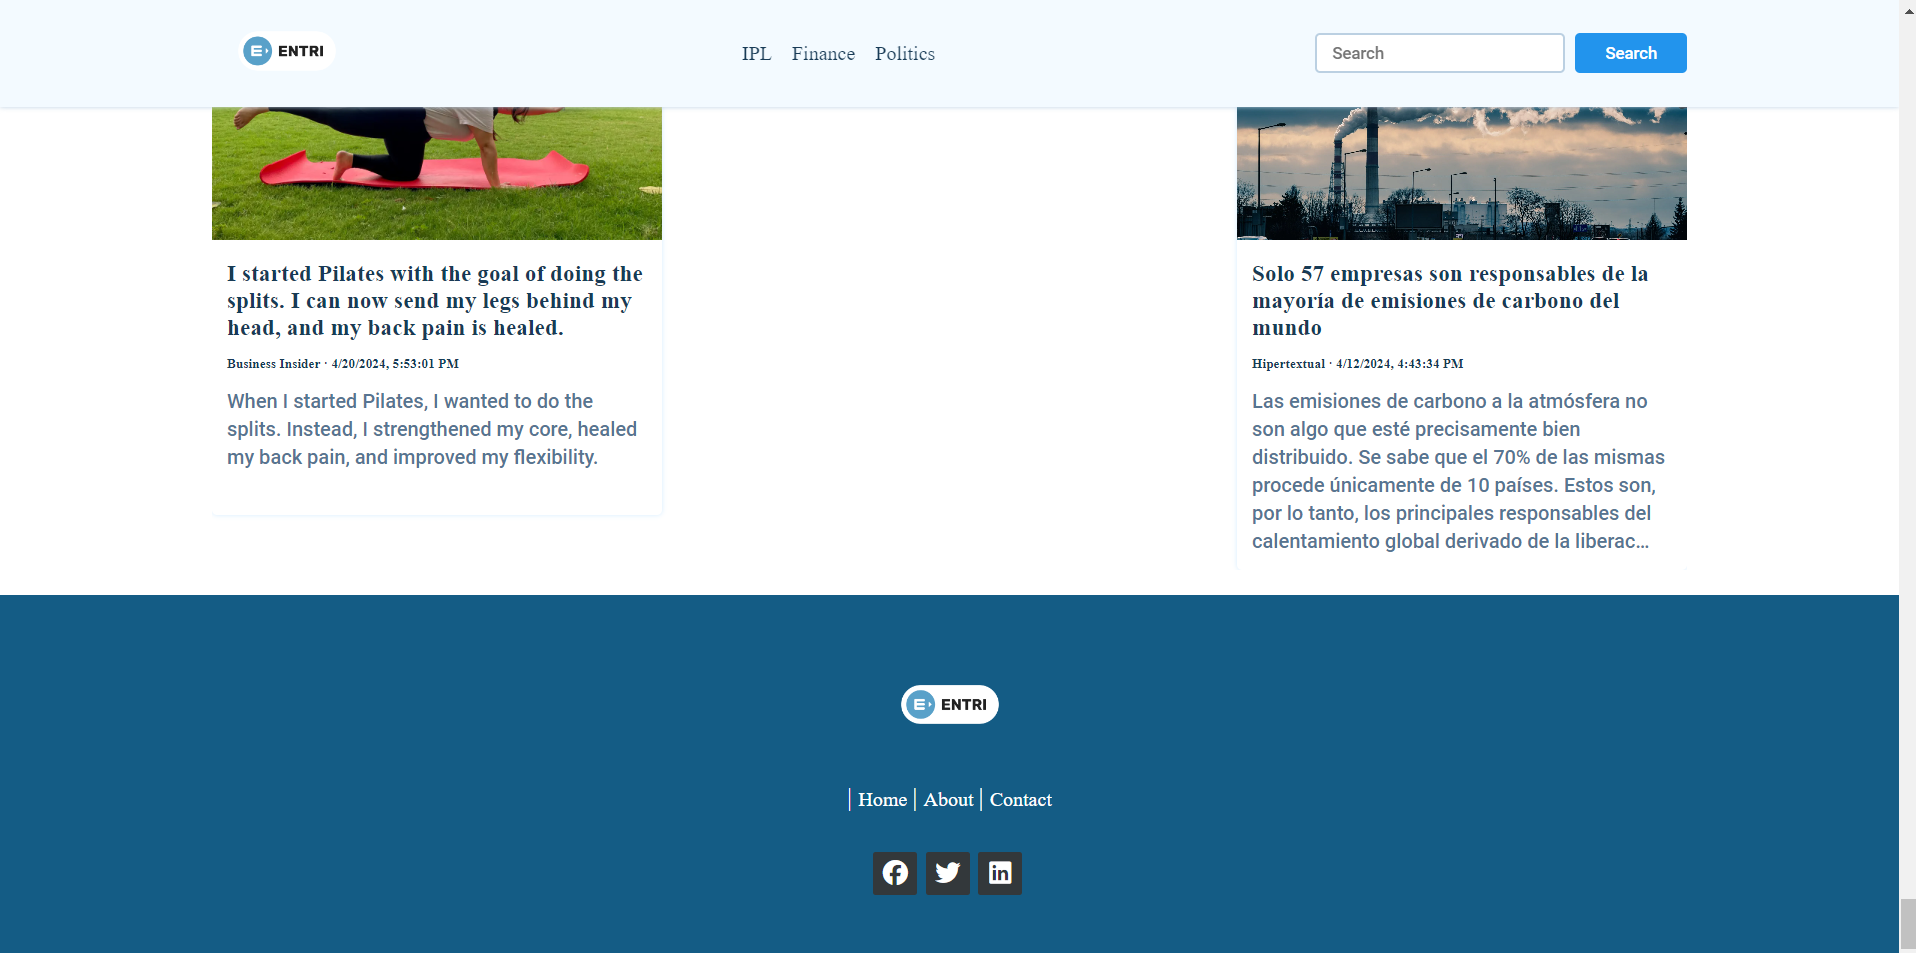 ENTRI
IPL Finance Politics
Search
Search
I started Pilates with the goal of doing the
splits. I can now send my legs behind my
head, and my back pain is healed.
Business Insider · 4/20/2024, 5:53:01 PM
When I started Pilates, I wanted to do the
splits. Instead, I strengthened my core, healed
my back pain, and improved my flexibility.
Solo 57 empresas son responsables de la
mayoría de emisiones de carbono del
mundo
Hipertextual · 4/12/2024, 4:43:34 PM
Las emisiones de carbono a la atmósfera no
son algo que esté precisamente bien
distribuido. Se sabe que el 70% de las mismas
procede únicamente de 10 países. Estos son,
por lo tanto, los principales responsables del
calentamiento global derivado de la liberac...
ENTRI
Home About Contact